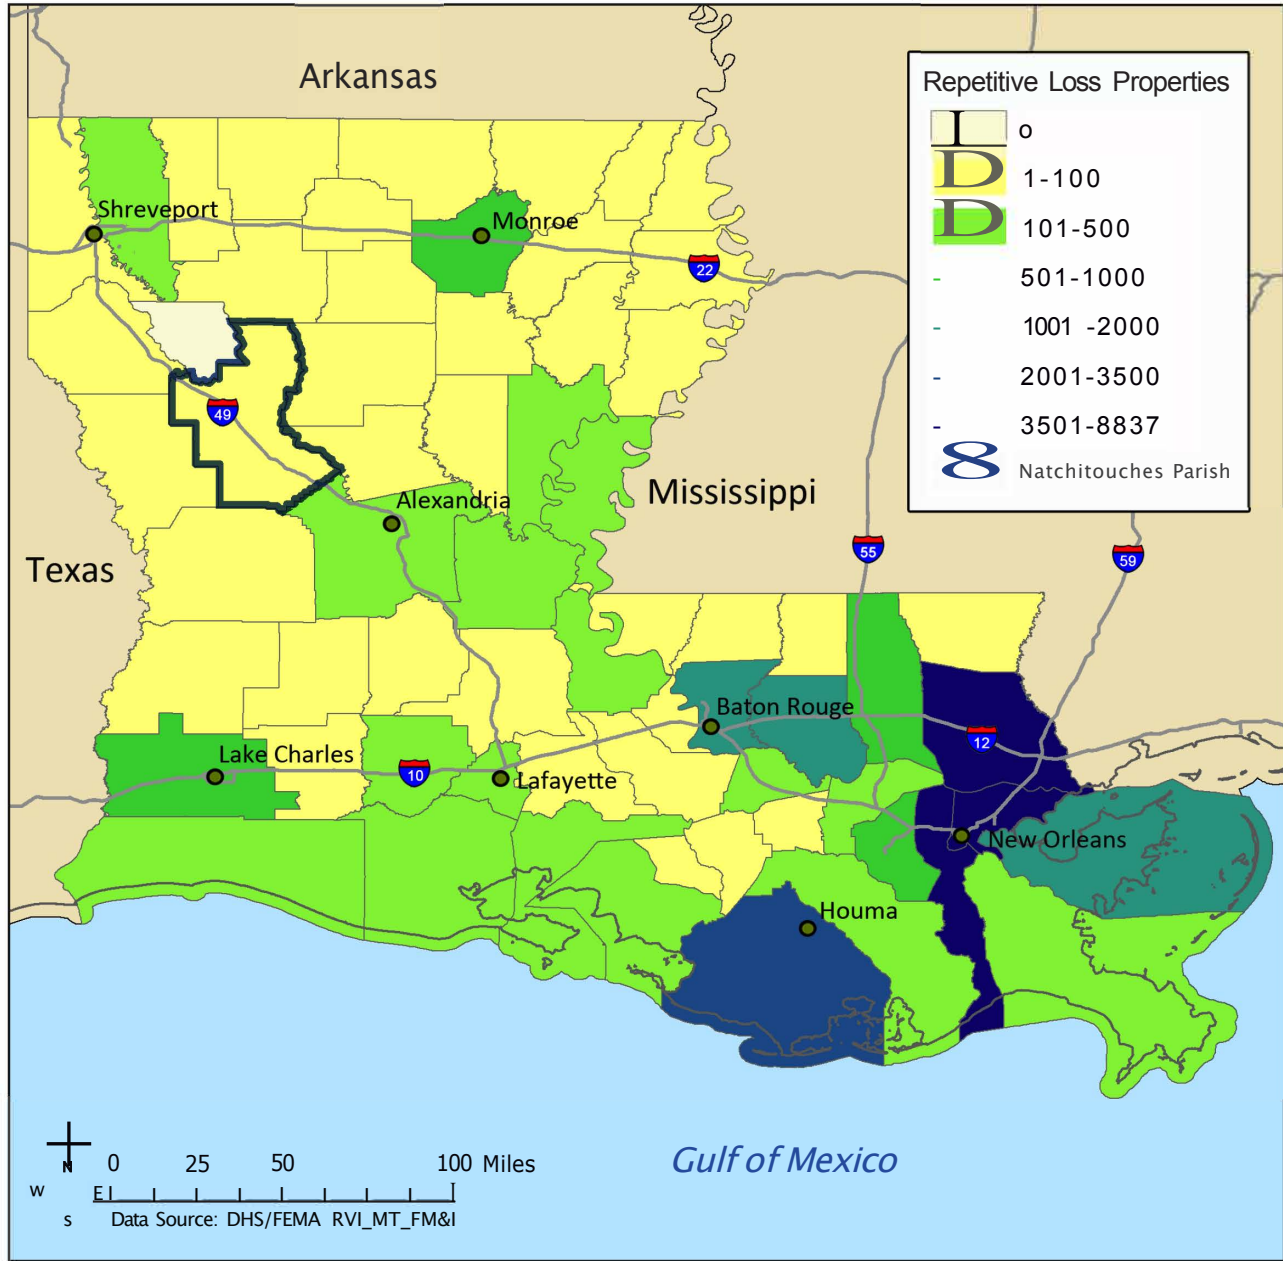 Arkansas
Repetitive Loss Properties
I o
D 1-100
D 101-500
- 501-1000
- 1001 -2000
- 2001-3500
- 3501-8837
8 Natchitouches Parish
Shreveport
Monroe
22
49
Alexandria
Mississippi
Texas
55
59
Baton Rouge
12
Lake Charles
10
Lafayette
New Orleans
Houma
Gulf of Mexico
N
W
E
S
0 25 50 100 Miles
Data Source: DHS/FEMA RVI_MT_FM&I